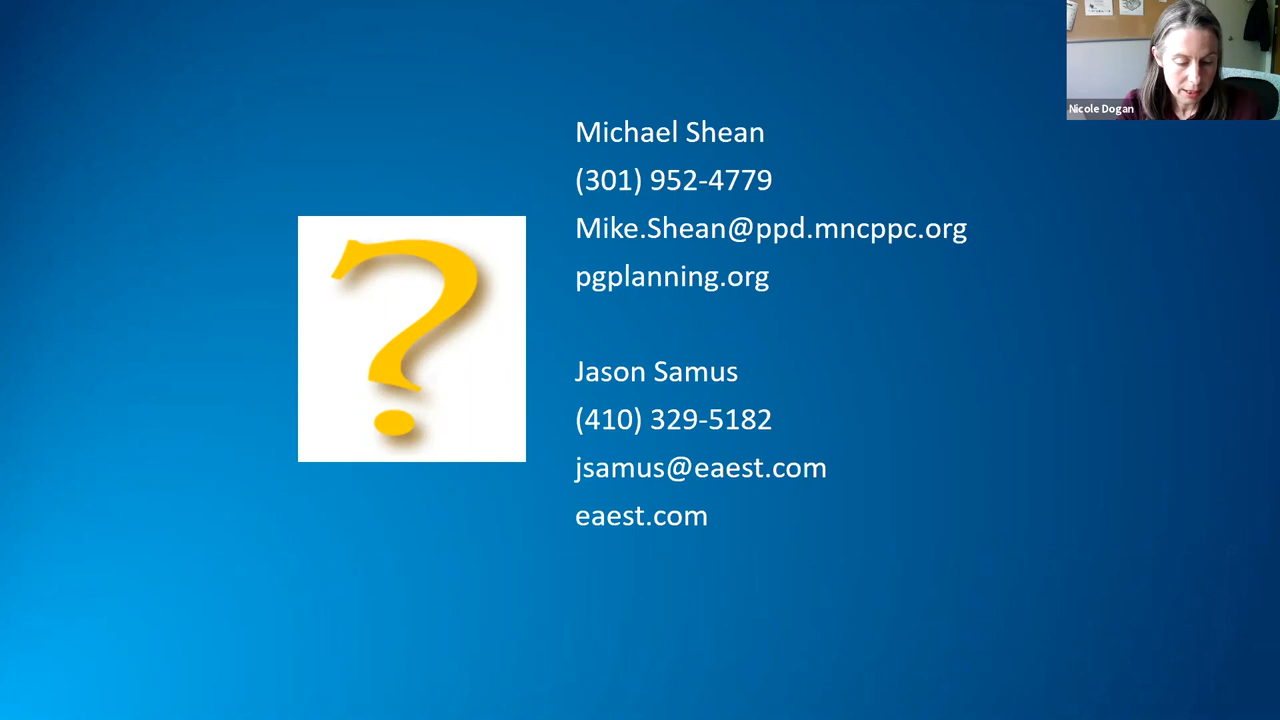 Nicole Dogan
Michael Shean
(301) 952-4779
Mike.Shean@ppd.mncppc.org
pgplanning.org
Jason Samus
(410) 329-5182
jsamus@eaest.com
eaest.com